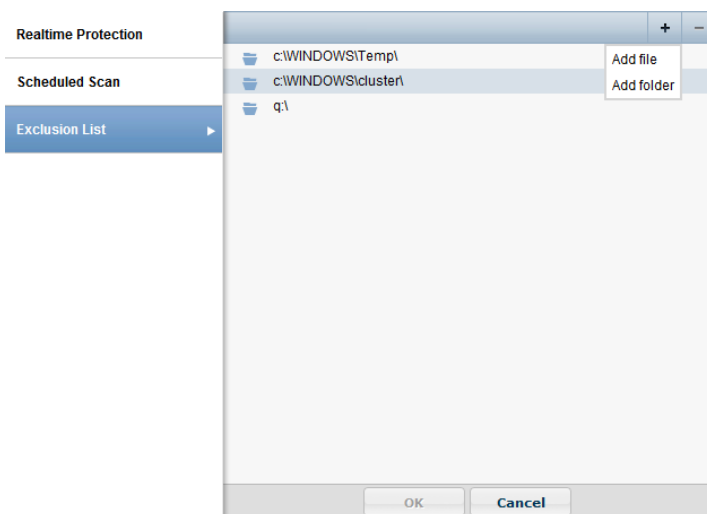 Realtime Protection
+ −
c:\WINDOWS\Temp\
Add file
Scheduled Scan
c:\WINDOWS\cluster\
Add folder
q:\
Exclusion List
OK
Cancel